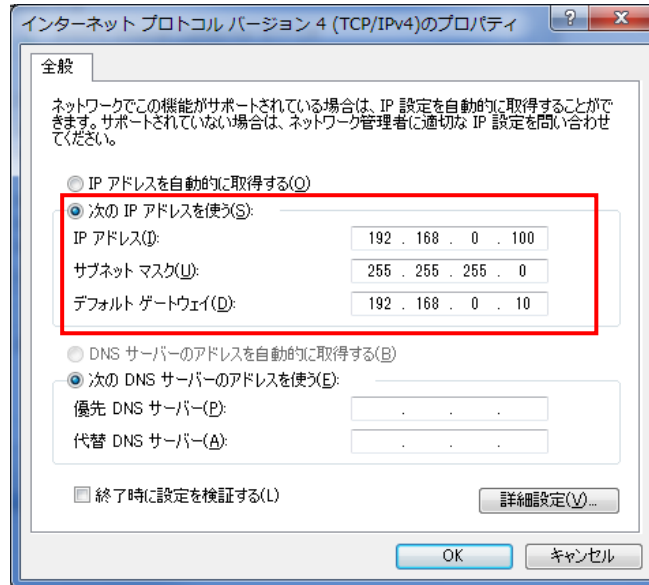 インターネット プロトコル バージョン 4 (TCP/IPv4)のプロパティ
全般
ネットワークでこの機能がサポートされている場合は、IP 設定を自動的に取得することがで
きます。サポートされていない場合は、ネットワーク管理者に適切な IP 設定を問い合わせ
てください。
IP アドレスを自動的に取得する(O)
次の IP アドレスを使う(S):
IP アドレス(I): 192 . 168 . 0 . 100
サブネット マスク(U): 255 . 255 . 255 . 0
デフォルト ゲートウェイ(D): 192 . 168 . 0 . 10
DNS サーバーのアドレスを自動的に取得する(B)
次の DNS サーバーのアドレスを使う(E):
優先 DNS サーバー(P): . . .
代替 DNS サーバー(A): . . .
終了時に設定を検証する(L)
詳細設定(V)...
OK
キャンセル